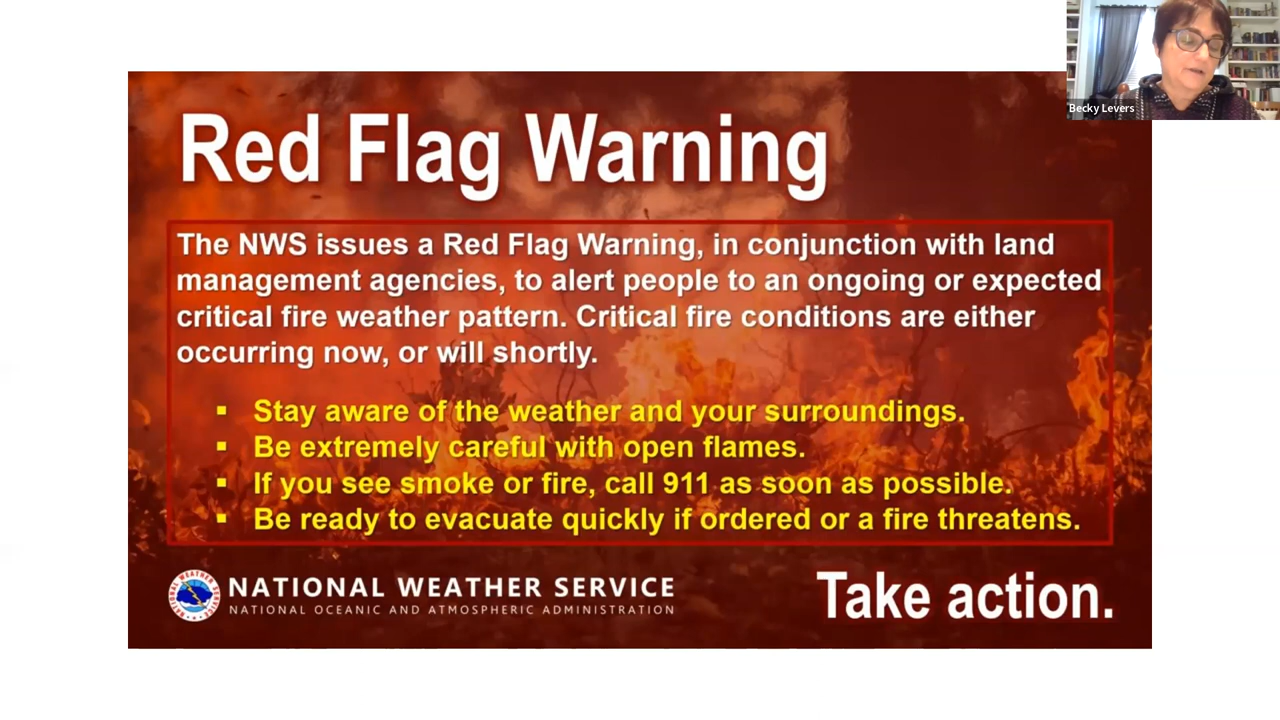 Becky Levers
Red Flag Warning
The NWS issues a Red Flag Warning, in conjunction with land
management agencies, to alert people to an ongoing or expected
critical fire weather pattern. Critical fire conditions are either
occurring now, or will shortly.
▪ Stay aware of the weather and your surroundings.
▪ Be extremely careful with open flames.
▪ If you see smoke or fire, call 911 as soon as possible.
▪ Be ready to evacuate quickly if ordered or a fire threatens.
NATIONAL WEATHER SERVICE
NATIONAL WEATHER SERVICE
NATIONAL OCEANIC AND ATMOSPHERIC ADMINISTRATION
Take action.